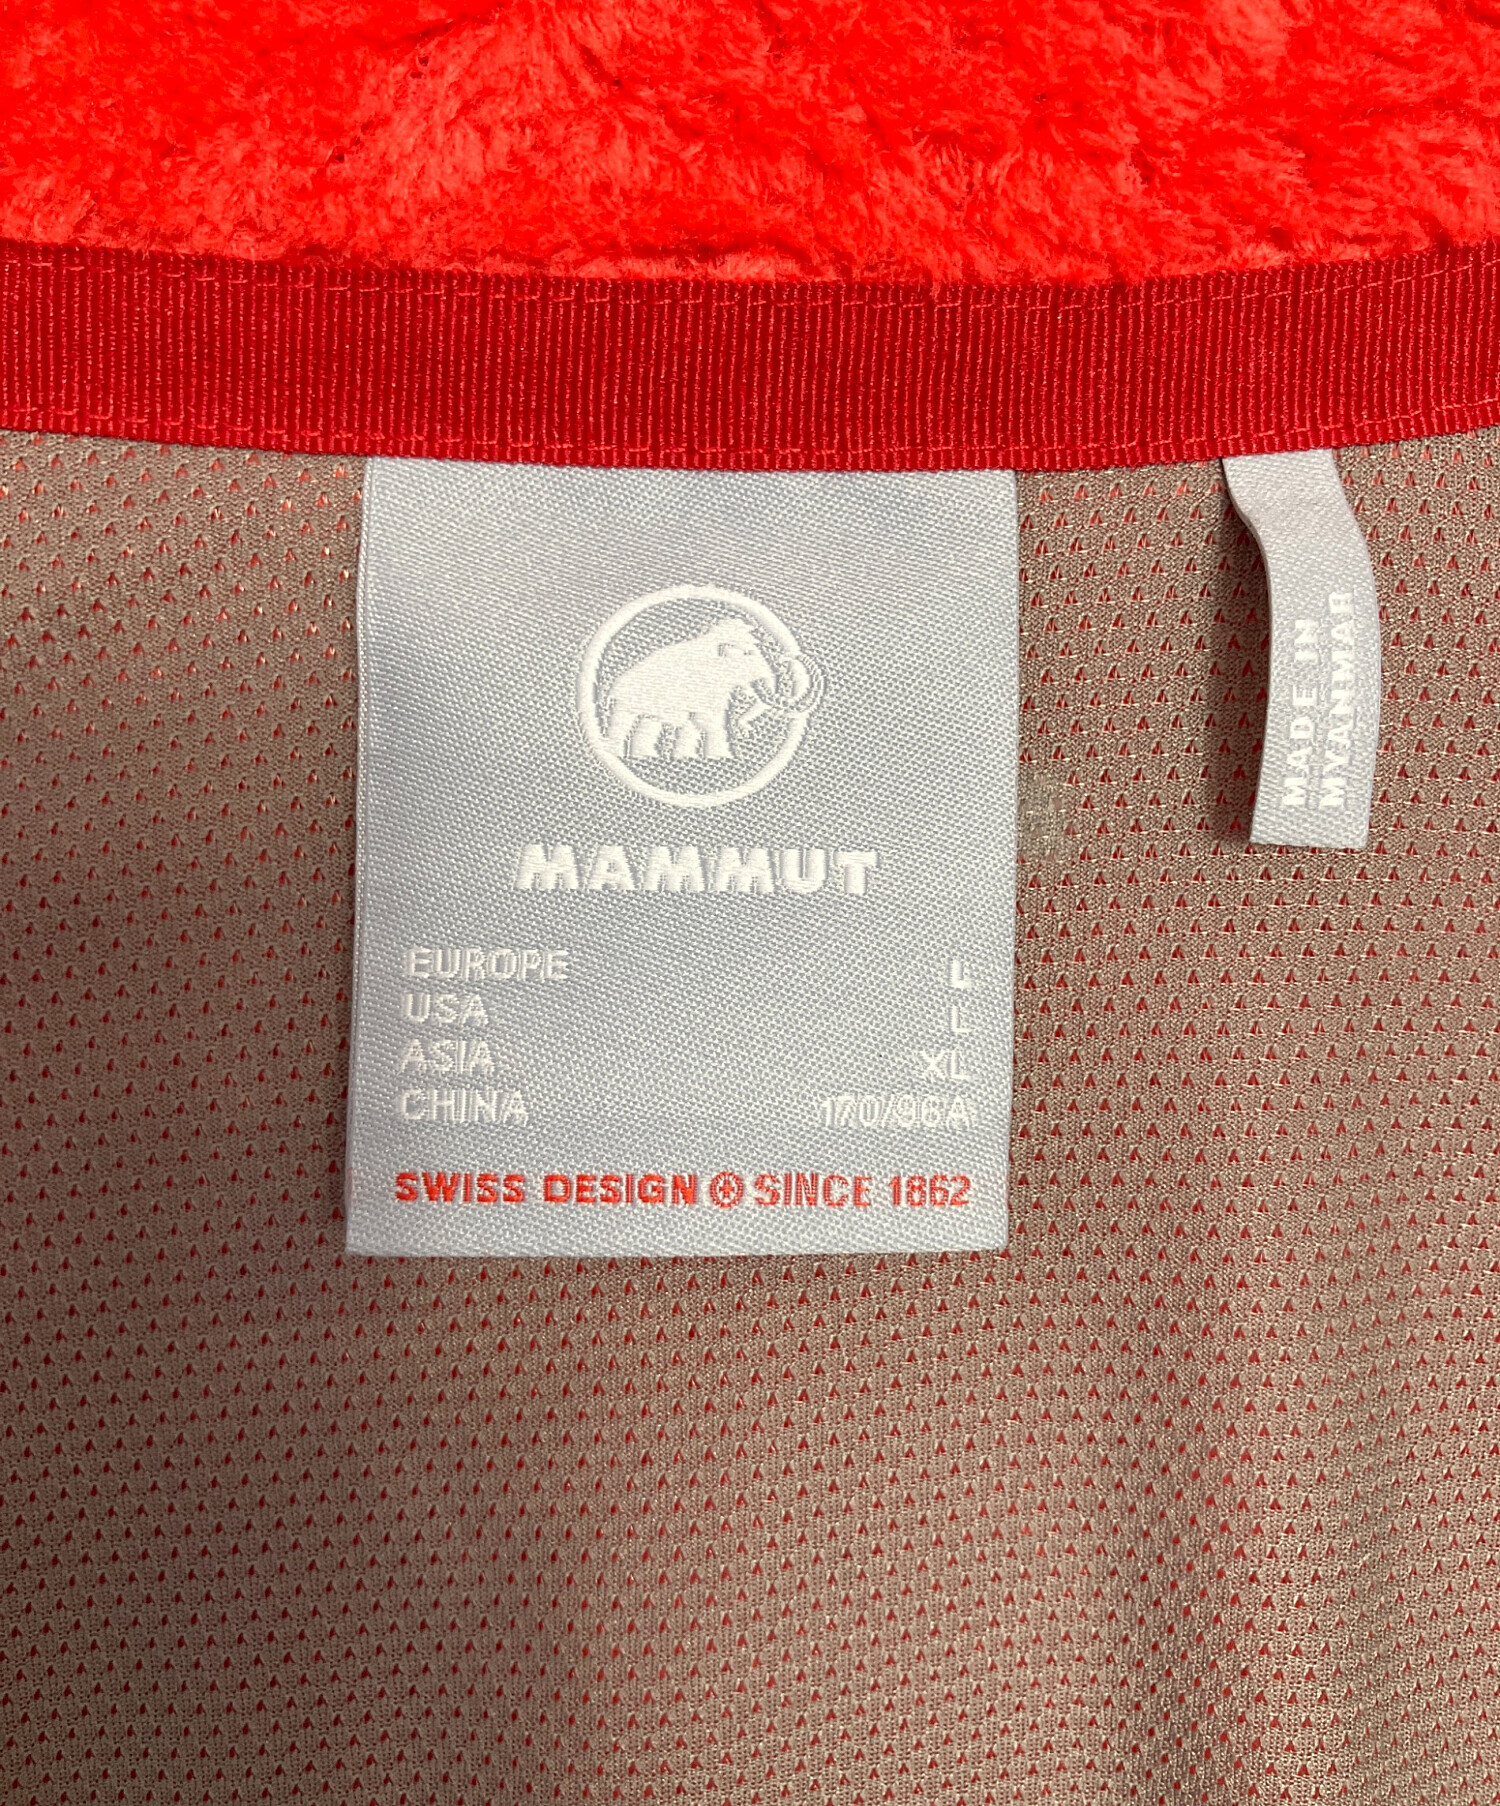 MAMMUT
EUROPE L
USA L
ASIA XL
CHINA 170/96A
SWISS DESIGN SINCE 1862
MADE IN
MYANMAR